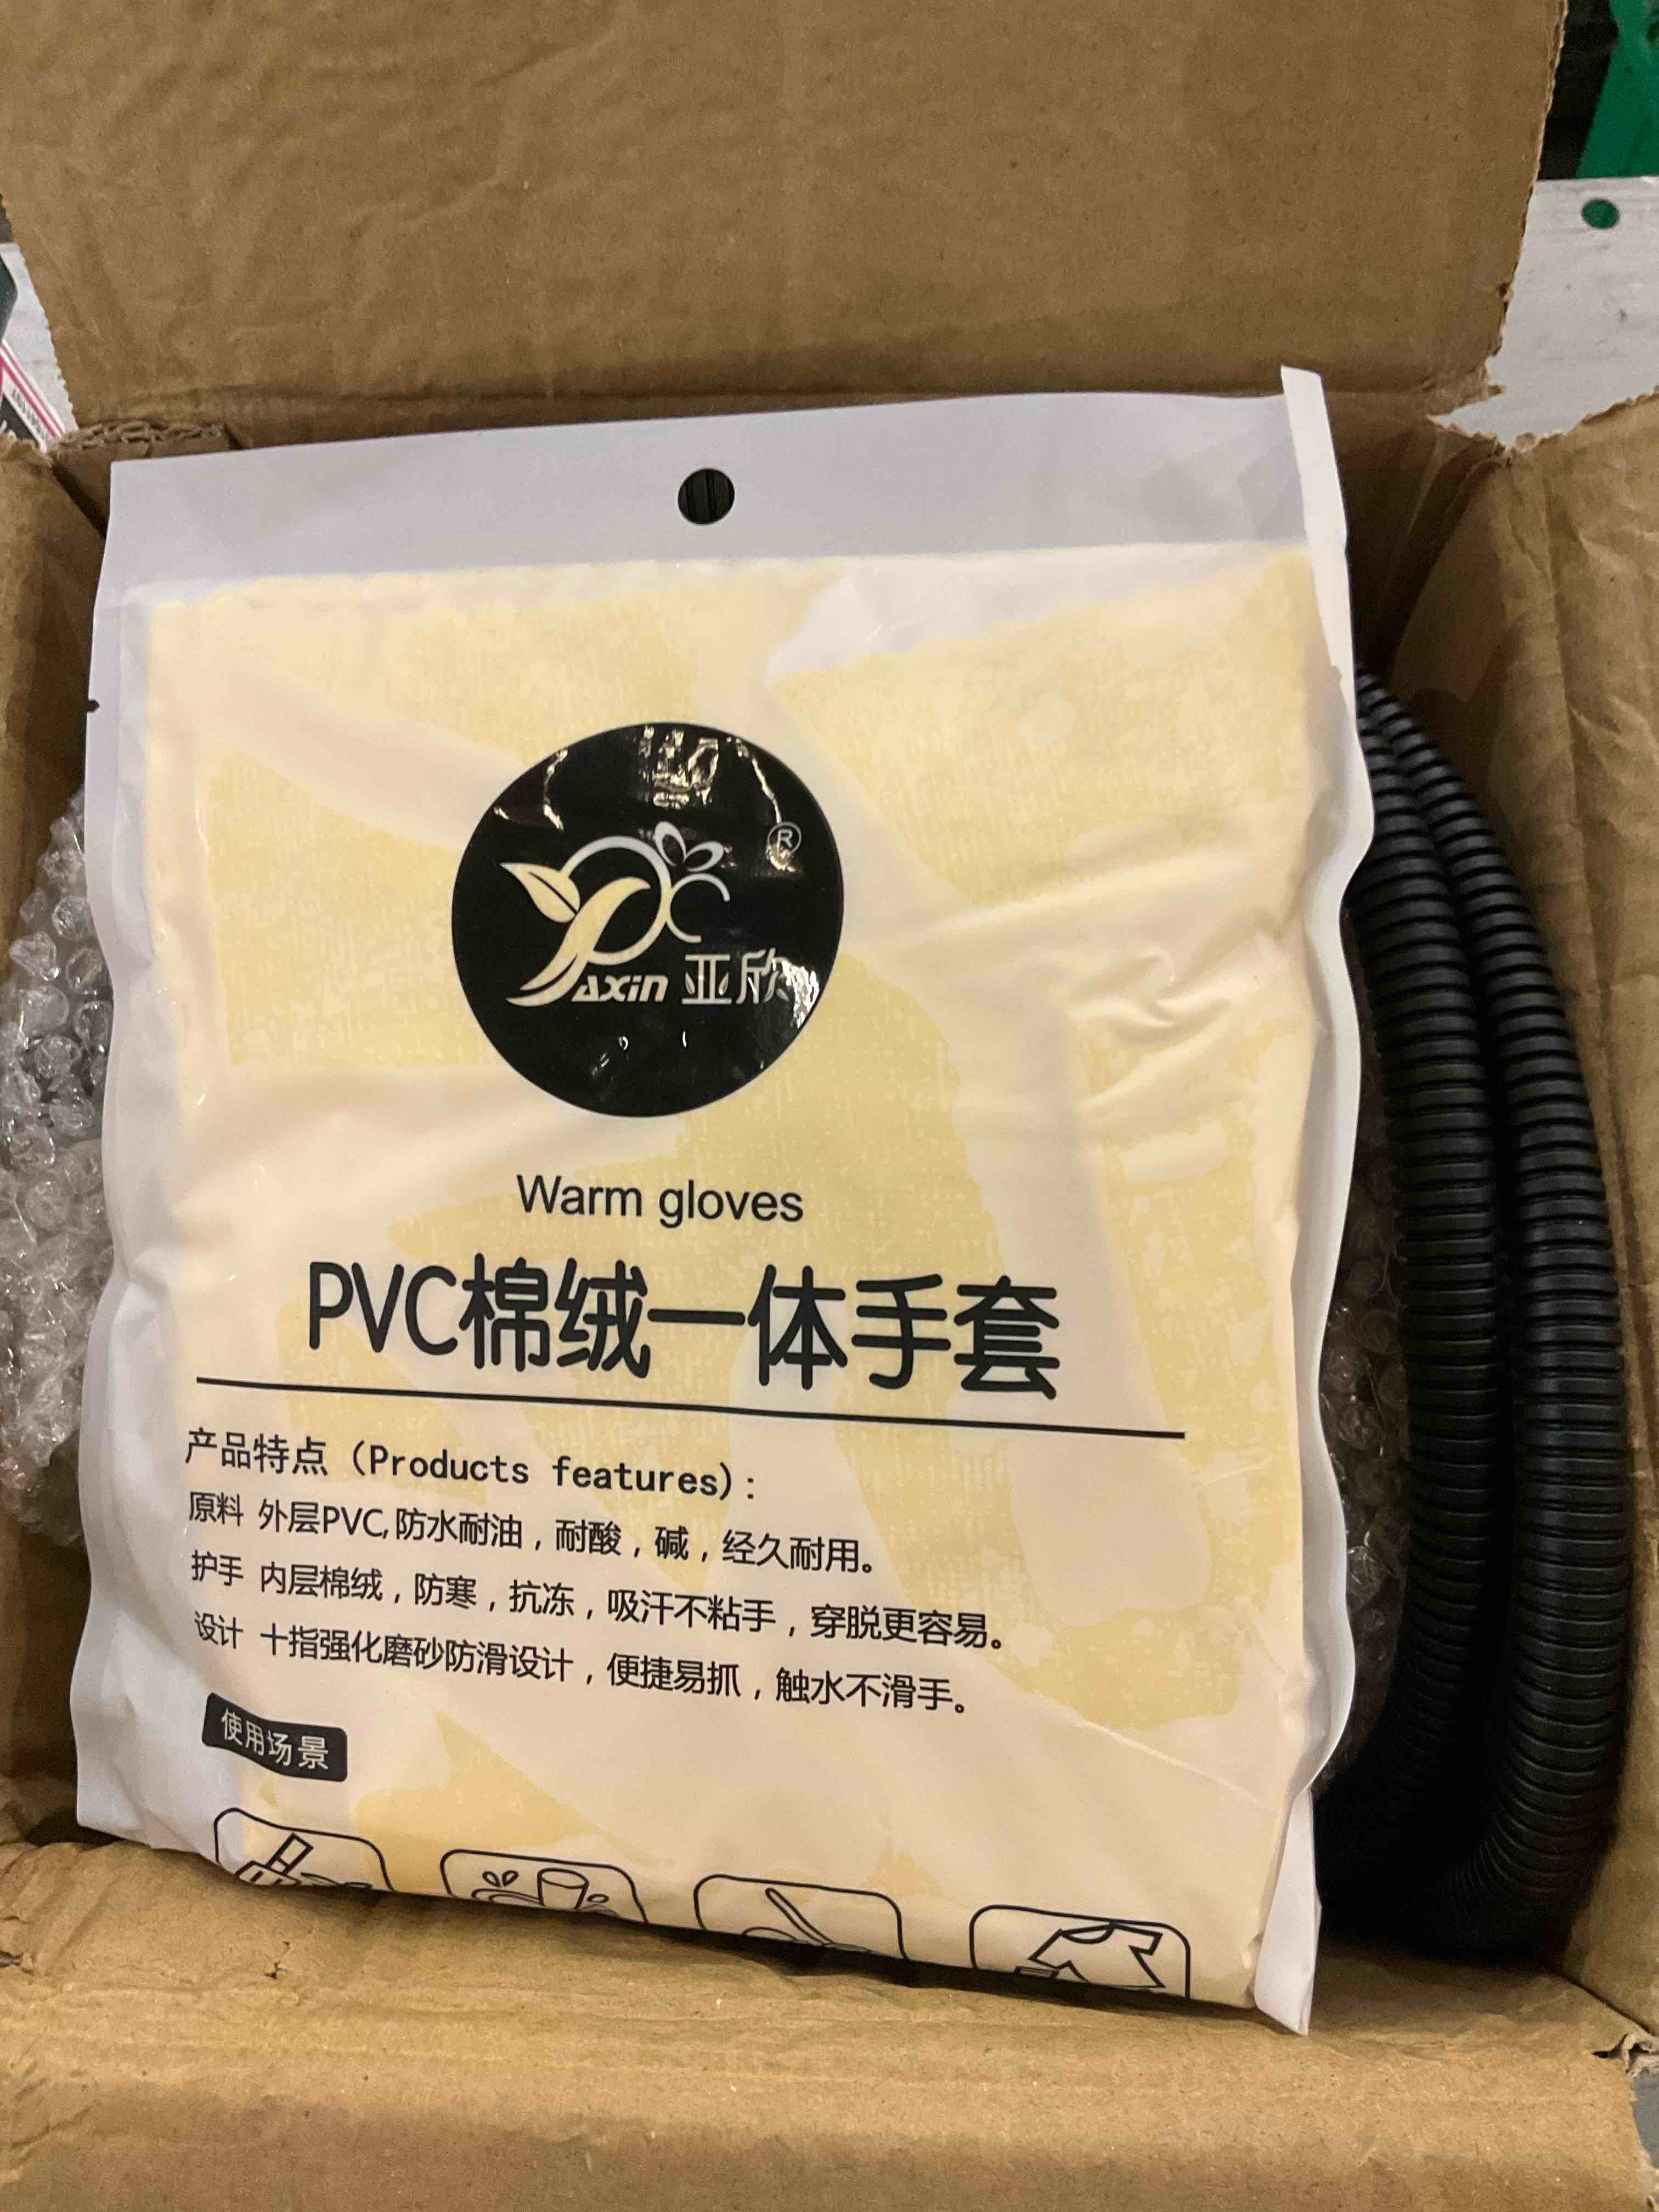 ®
YAXIN 亚欣
Warm gloves
PVC棉绒一体手套
产品特点（Products features）:
原料 外层PVC,防水耐油，耐酸，碱，经久耐用。
护手 内层棉绒，防寒，抗冻，吸汗不粘手，穿脱更容易。
设计 十指强化磨砂防滑设计，便捷易抓，触水不滑手。
使用场景